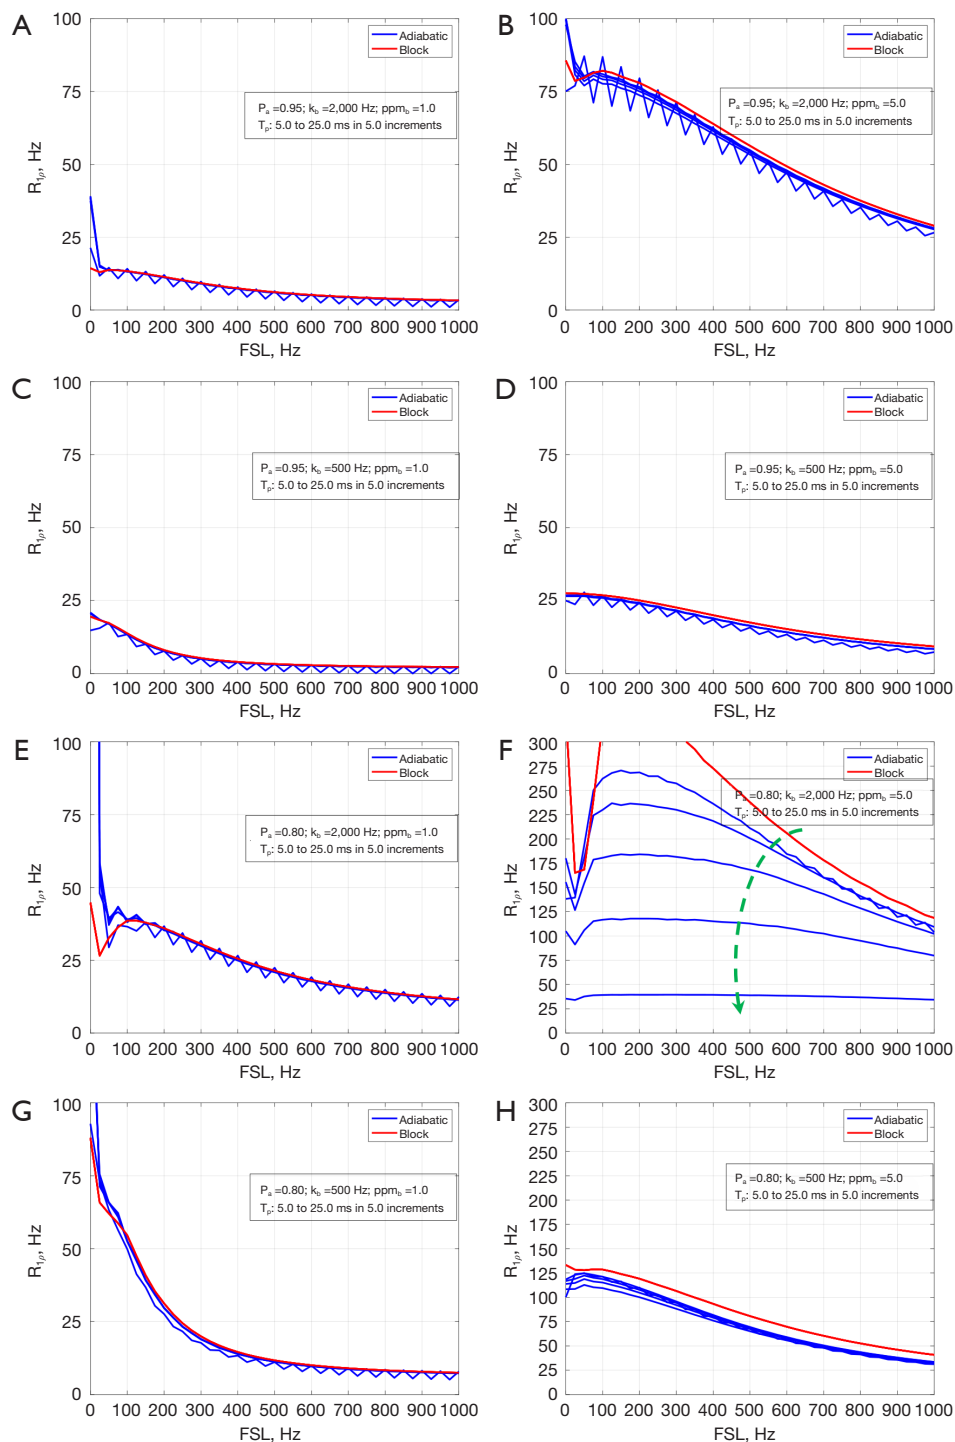 A
100
75
50
25
0
R1ρ, Hz
Adiabatic
Block
Pa =0.95; kb =2,000 Hz; ppmb =1.0
Tp: 5.0 to 25.0 ms in 5.0 increments
0 100 200 300 400 500 600 700 800 900 1000
FSL, Hz
B
100
75
50
25
0
R1ρ, Hz
Adiabatic
Block
Pa =0.95; kb =2,000 Hz; ppmb =5.0
Tp: 5.0 to 25.0 ms in 5.0 increments
0 100 200 300 400 500 600 700 800 900 1000
FSL, Hz
C
100
75
50
25
0
R1ρ, Hz
Adiabatic
Block
Pa =0.95; kb =500 Hz; ppmb =1.0
Tp: 5.0 to 25.0 ms in 5.0 increments
0 100 200 300 400 500 600 700 800 900 1000
FSL, Hz
D
100
75
50
25
0
R1ρ, Hz
Adiabatic
Block
Pa =0.95; kb =500 Hz; ppmb =5.0
Tp: 5.0 to 25.0 ms in 5.0 increments
0 100 200 300 400 500 600 700 800 900 1000
FSL, Hz
E
100
75
50
25
0
R1ρ, Hz
Adiabatic
Block
Pa =0.80; kb =2,000 Hz; ppmb =1.0
Tp: 5.0 to 25.0 ms in 5.0 increments
0 100 200 300 400 500 600 700 800 900 1000
FSL, Hz
F
300
275
250
225
200
175
150
125
100
75
50
25
0
R1ρ, Hz
Adiabatic
Block
Pa =0.80; kb =2,000 Hz; ppmb =5.0
Tp: 5.0 to 25.0 ms in 5.0 increments
0 100 200 300 400 500 600 700 800 900 1000
FSL, Hz
G
100
75
50
25
0
R1ρ, Hz
Adiabatic
Block
Pa =0.80; kb =500 Hz; ppmb =1.0
Tp: 5.0 to 25.0 ms in 5.0 increments
0 100 200 300 400 500 600 700 800 900 1000
FSL, Hz
H
300
275
250
225
200
175
150
125
100
75
50
25
0
R1ρ, Hz
Adiabatic
Block
Pa =0.80; kb =500 Hz; ppmb =5.0
Tp: 5.0 to 25.0 ms in 5.0 increments
0 100 200 300 400 500 600 700 800 900 1000
FSL, Hz